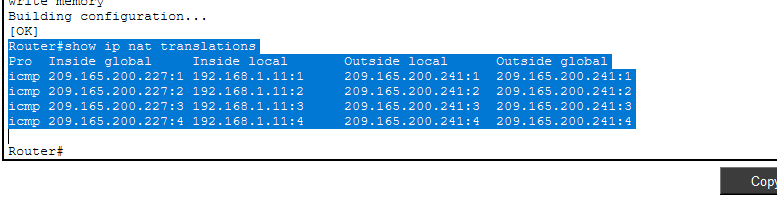 write memory
Building configuration...
[OK]
Router#show ip nat translations
Pro  Inside global     Inside local       Outside local      Outside global
icmp 209.165.200.227:1 192.168.1.11:1     209.165.200.241:1  209.165.200.241:1
icmp 209.165.200.227:2 192.168.1.11:2     209.165.200.241:2  209.165.200.241:2
icmp 209.165.200.227:3 192.168.1.11:3     209.165.200.241:3  209.165.200.241:3
icmp 209.165.200.227:4 192.168.1.11:4     209.165.200.241:4  209.165.200.241:4
Router#
Copy